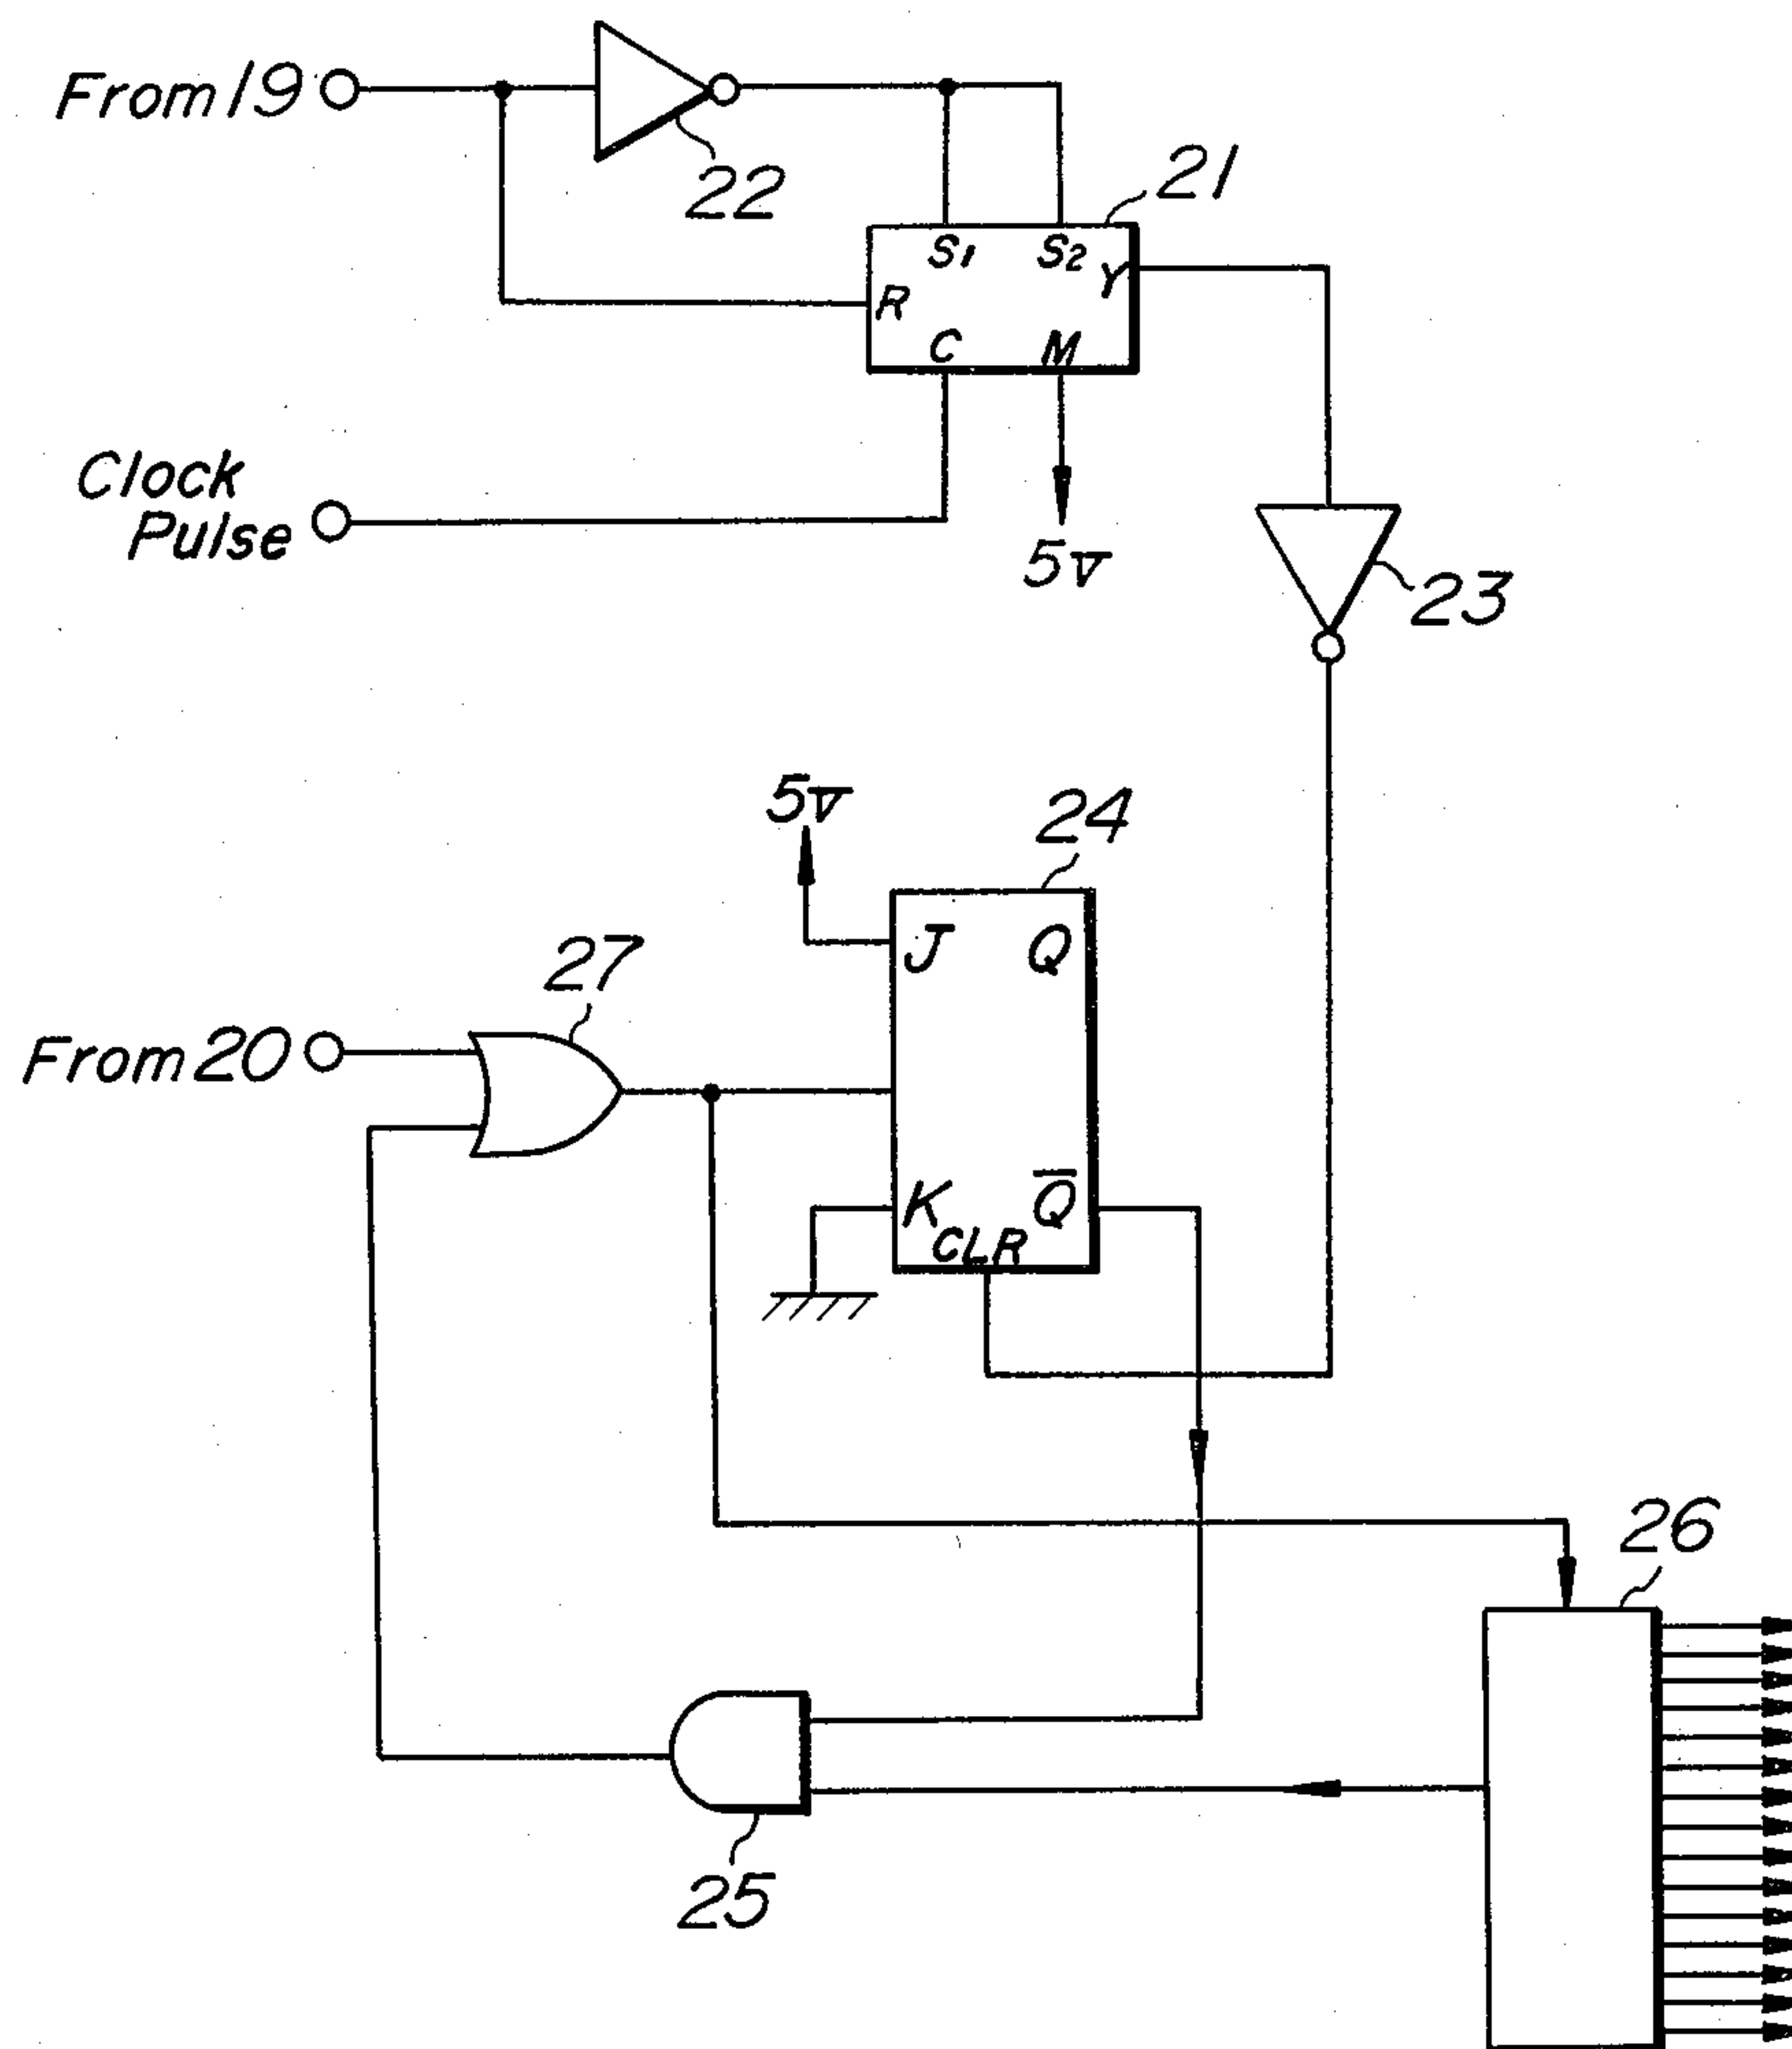 From 19
22
21
S1 S2
Y
R
C M
Clock
Pulse
5v
23
5v
24
J Q
27
From 20
K Q̅
CLR
26
25